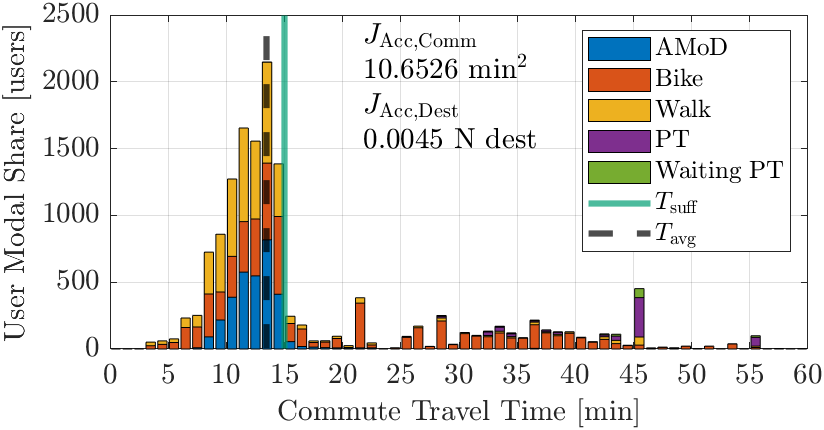 2500
2000
1500
1000
500
0
User Modal Share [users]
J_Acc,Comm
10.6526 min²
J_Acc,Dest
0.0045 N dest
AMoD
Bike
Walk
PT
Waiting PT
T_suff
T_avg
0 5 10 15 20 25 30 35 40 45 50 55 60
Commute Travel Time [min]